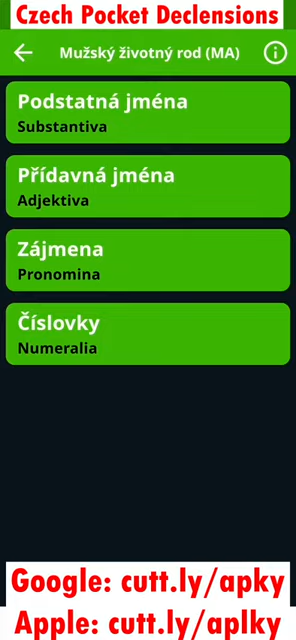 Czech Pocket Declensions
Mužský životný rod (MA)
Podstatná jména
Substantiva
Přídavná jména
Adjektiva
Zájmena
Pronomina
Číslovky
Numeralia
Google: cutt.ly/apky
Apple: cutt.ly/aplky